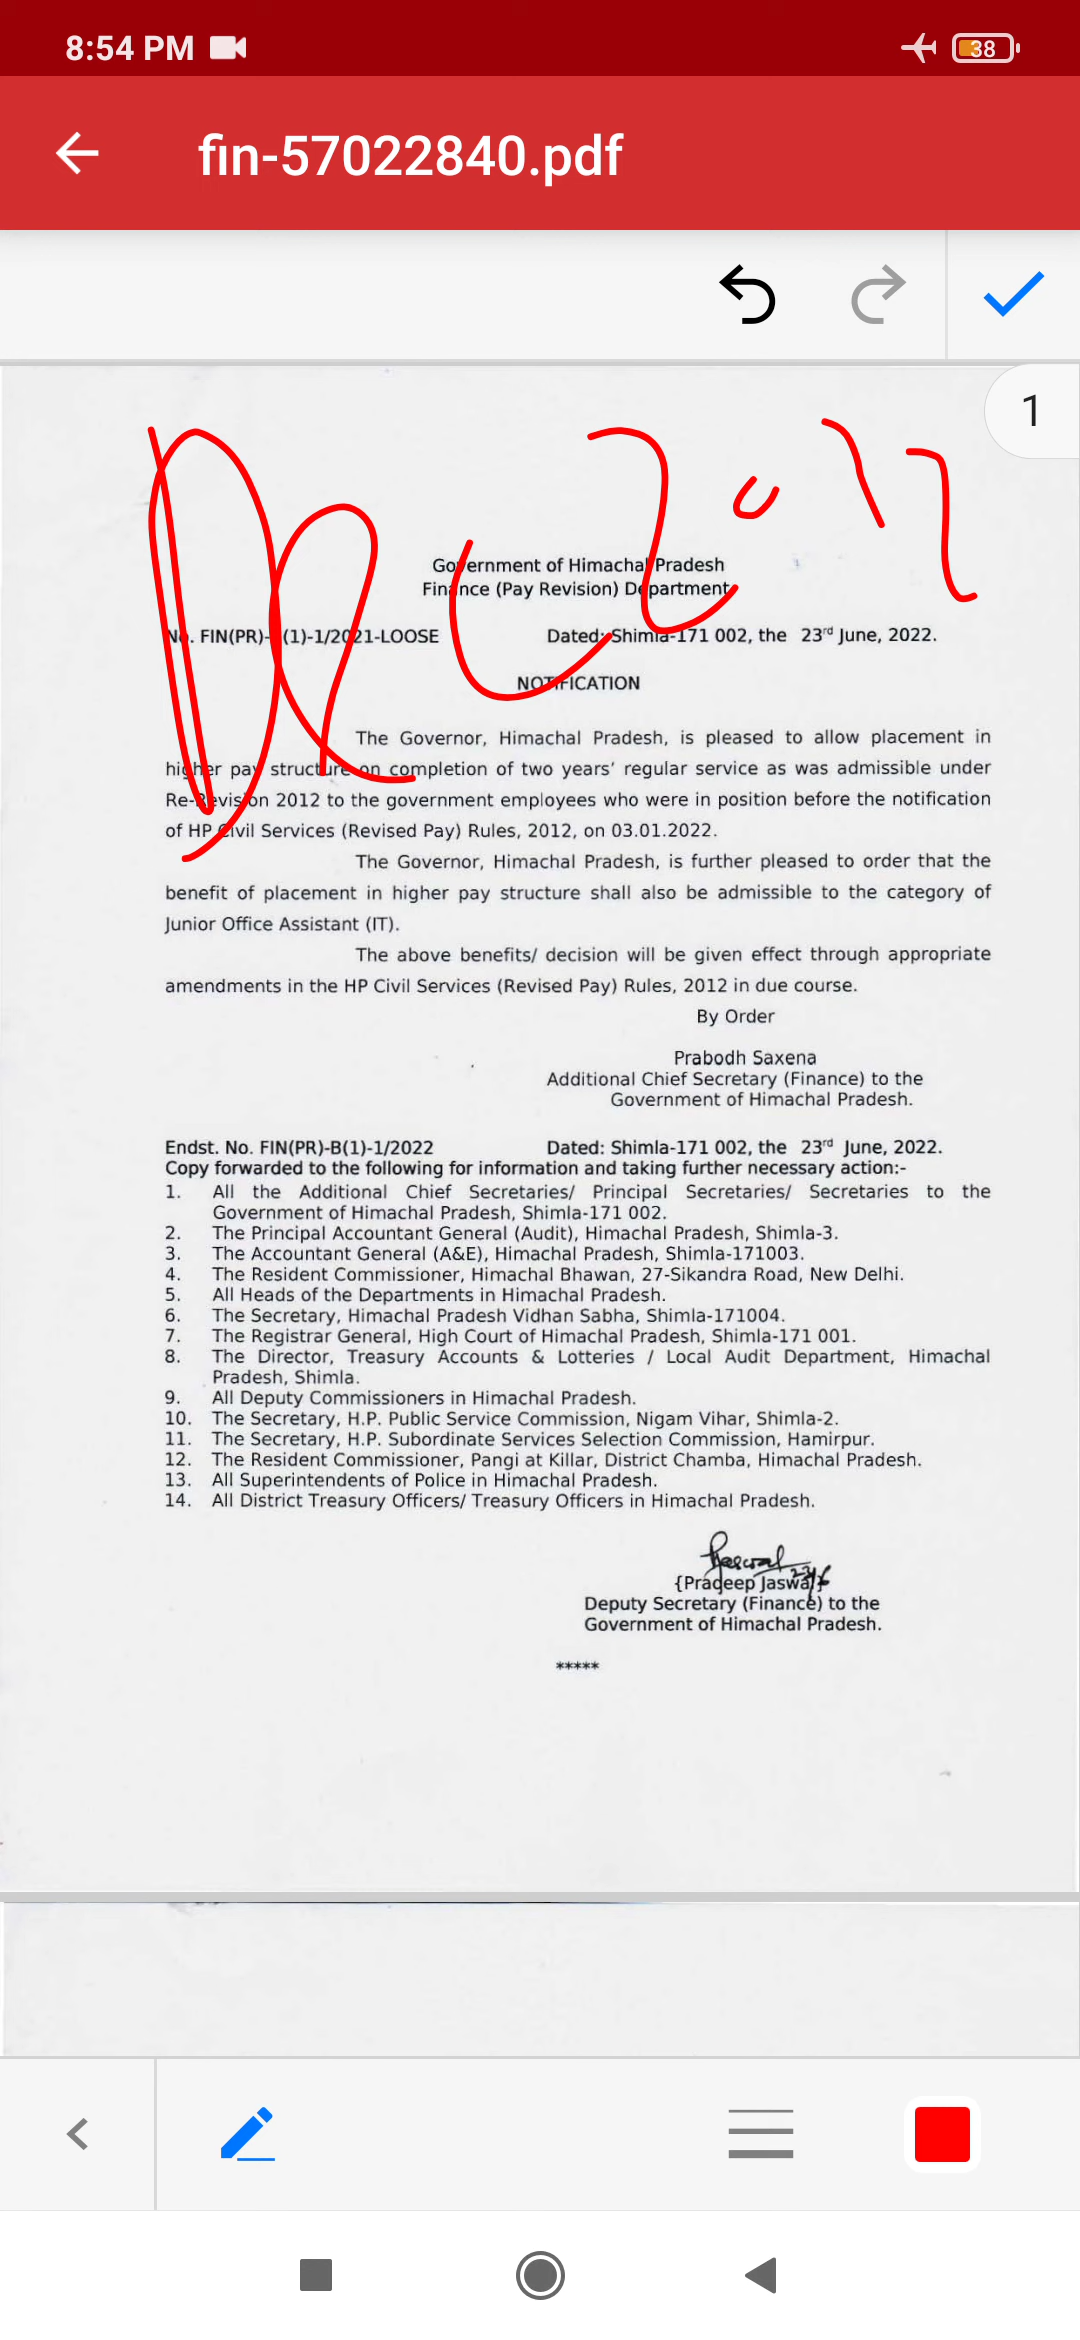 8:54 PM 38
fin-57022840.pdf
1
Dec 2017
Government of Himachal Pradesh
Finance (Pay Revision) Department
No. FIN(PR)- (1)-1/2021-LOOSE Dated: Shimla-171 002, the 23rd June, 2022.
NOTIFICATION
The Governor, Himachal Pradesh, is pleased to allow placement in
higher pay structure on completion of two years' regular service as was admissible under
Re-Revision 2012 to the government employees who were in position before the notification
of HP Civil Services (Revised Pay) Rules, 2012, on 03.01.2022.
The Governor, Himachal Pradesh, is further pleased to order that the
benefit of placement in higher pay structure shall also be admissible to the category of
Junior Office Assistant (IT).
The above benefits/ decision will be given effect through appropriate
amendments in the HP Civil Services (Revised Pay) Rules, 2012 in due course.
By Order
Prabodh Saxena
Additional Chief Secretary (Finance) to the
Government of Himachal Pradesh.
Endst. No. FIN(PR)-B(1)-1/2022 Dated: Shimla-171 002, the 23rd June, 2022.
Copy forwarded to the following for information and taking further necessary action:-
1. All the Additional Chief Secretaries/ Principal Secretaries/ Secretaries to the
Government of Himachal Pradesh, Shimla-171 002.
2. The Principal Accountant General (Audit), Himachal Pradesh, Shimla-3.
3. The Accountant General (A&E), Himachal Pradesh, Shimla-171003.
4. The Resident Commissioner, Himachal Bhawan, 27-Sikandra Road, New Delhi.
5. All Heads of the Departments in Himachal Pradesh.
6. The Secretary, Himachal Pradesh Vidhan Sabha, Shimla-171004.
7. The Registrar General, High Court of Himachal Pradesh, Shimla-171 001.
8. The Director, Treasury Accounts & Lotteries / Local Audit Department, Himachal
Pradesh, Shimla.
9. All Deputy Commissioners in Himachal Pradesh.
10. The Secretary, H.P. Public Service Commission, Nigam Vihar, Shimla-2.
11. The Secretary, H.P. Subordinate Services Selection Commission, Hamirpur.
12. The Resident Commissioner, Pangi at Killar, District Chamba, Himachal Pradesh.
13. All Superintendents of Police in Himachal Pradesh.
14. All District Treasury Officers/ Treasury Officers in Himachal Pradesh.
{Pradeep Jaswal}
Deputy Secretary (Finance) to the
Government of Himachal Pradesh.
*****